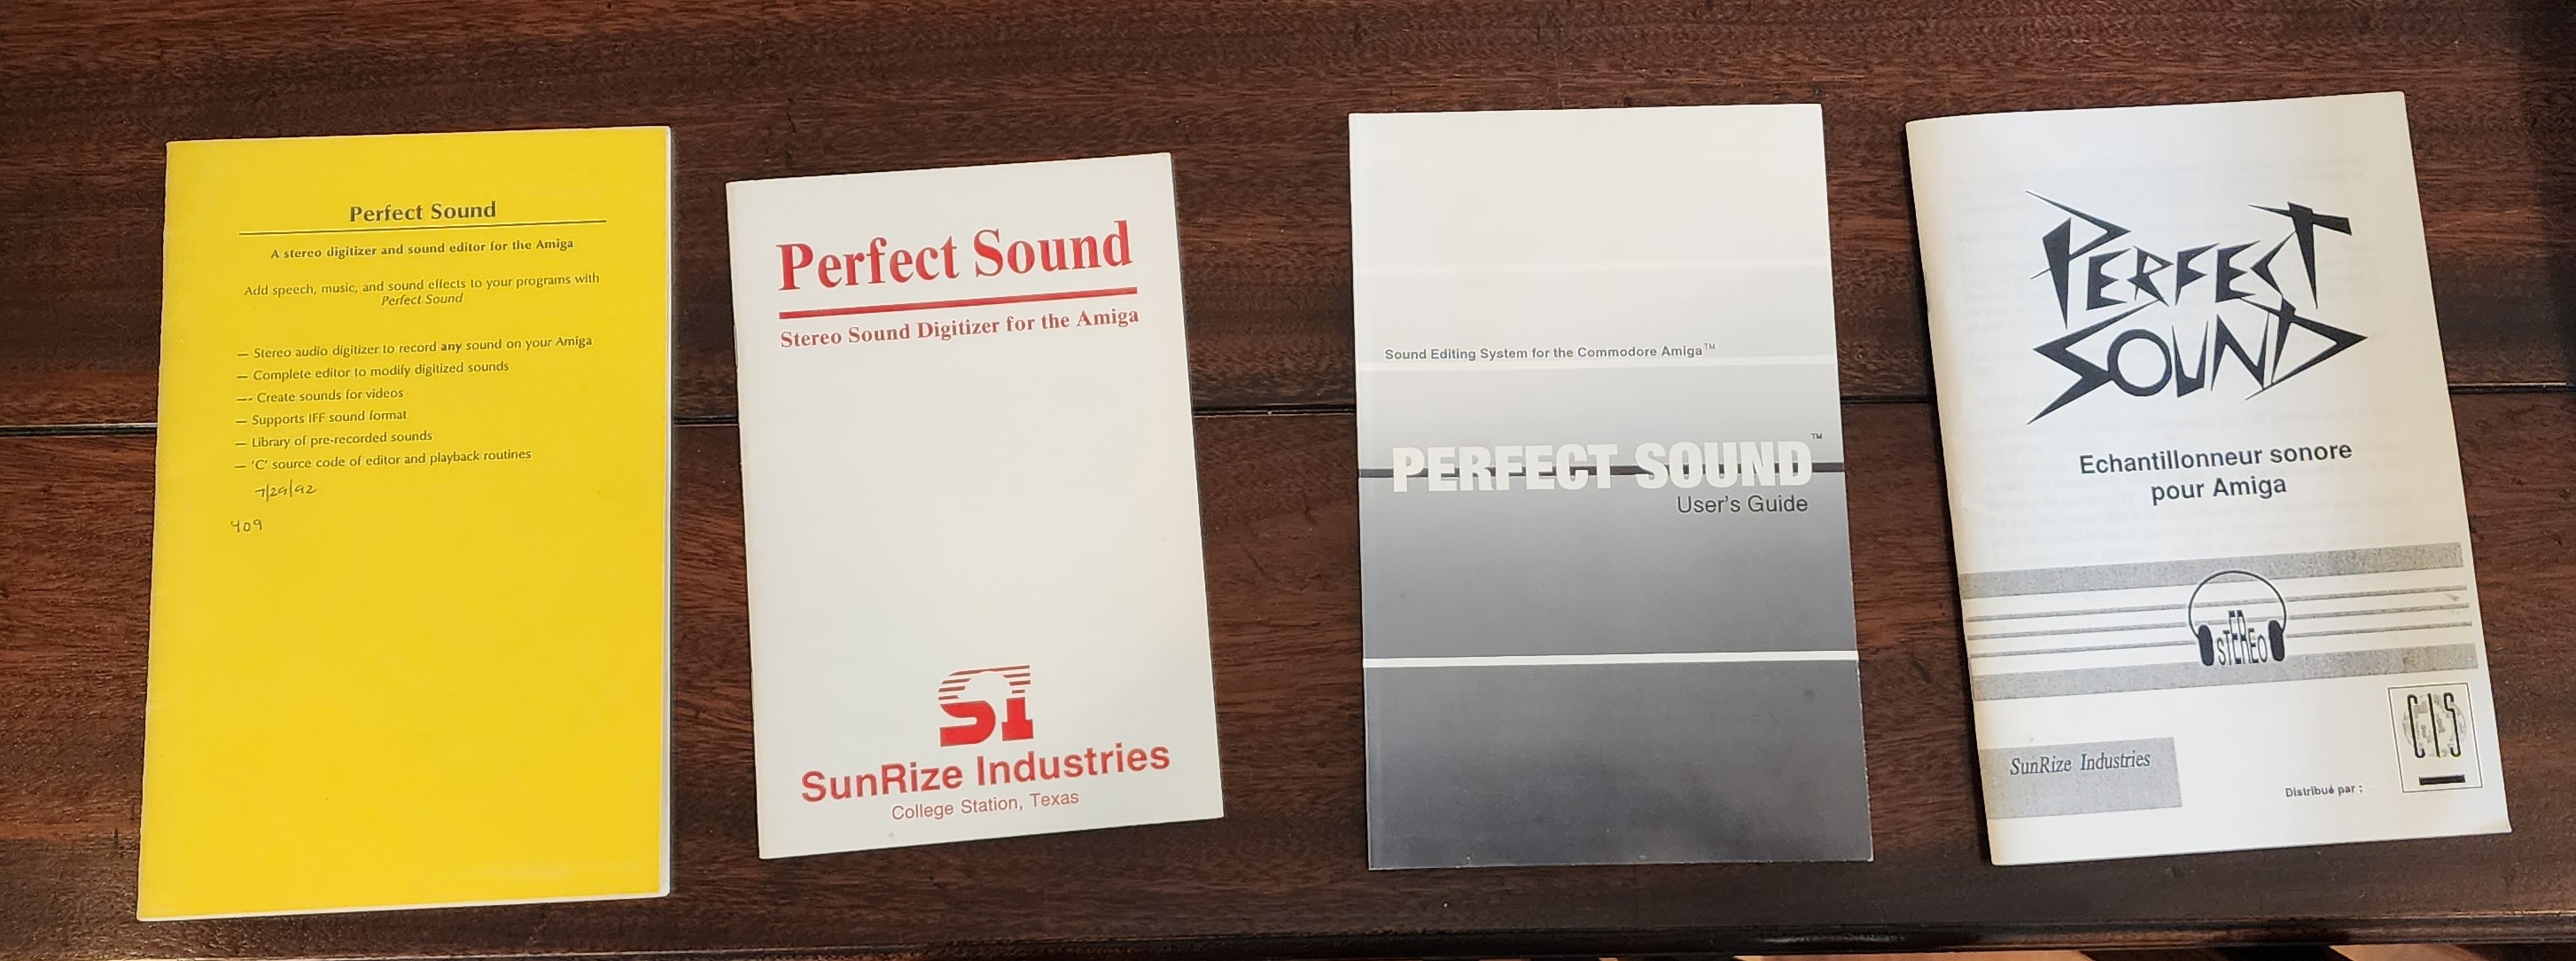 Perfect Sound
A stereo digitizer and sound editor for the Amiga
Add speech, music, and sound effects to your programs with
Perfect Sound
— Stereo audio digitizer to record any sound on your Amiga
— Complete editor to modify digitized sounds
—- Create sounds for videos
— Supports IFF sound format
— Library of pre-recorded sounds
— 'C' source code of editor and playback routines
7/29/92
409
Perfect Sound
Stereo Sound Digitizer for the Amiga
SI
SunRize Industries
College Station, Texas
Sound Editing System for the Commodore Amiga™
PERFECT SOUND™
User's Guide
PERFECT
SOUND
Echantillonneur sonore
pour Amiga
STEREO
CIS
SunRize Industries
Distribué par :